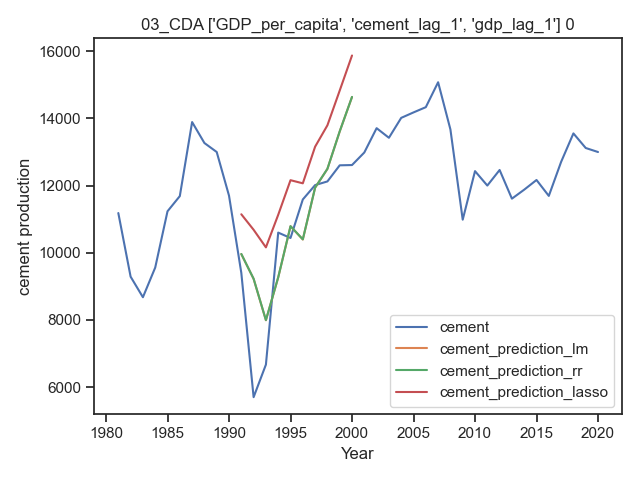 03_CDA ['GDP_per_capita', 'cement_lag_1', 'gdp_lag_1'] 0
16000
14000
12000
10000
8000
6000
cement production
1980 1985 1990 1995 2000 2005 2010 2015 2020
Year
cement
cement_prediction_lm
cement_prediction_rr
cement_prediction_lasso